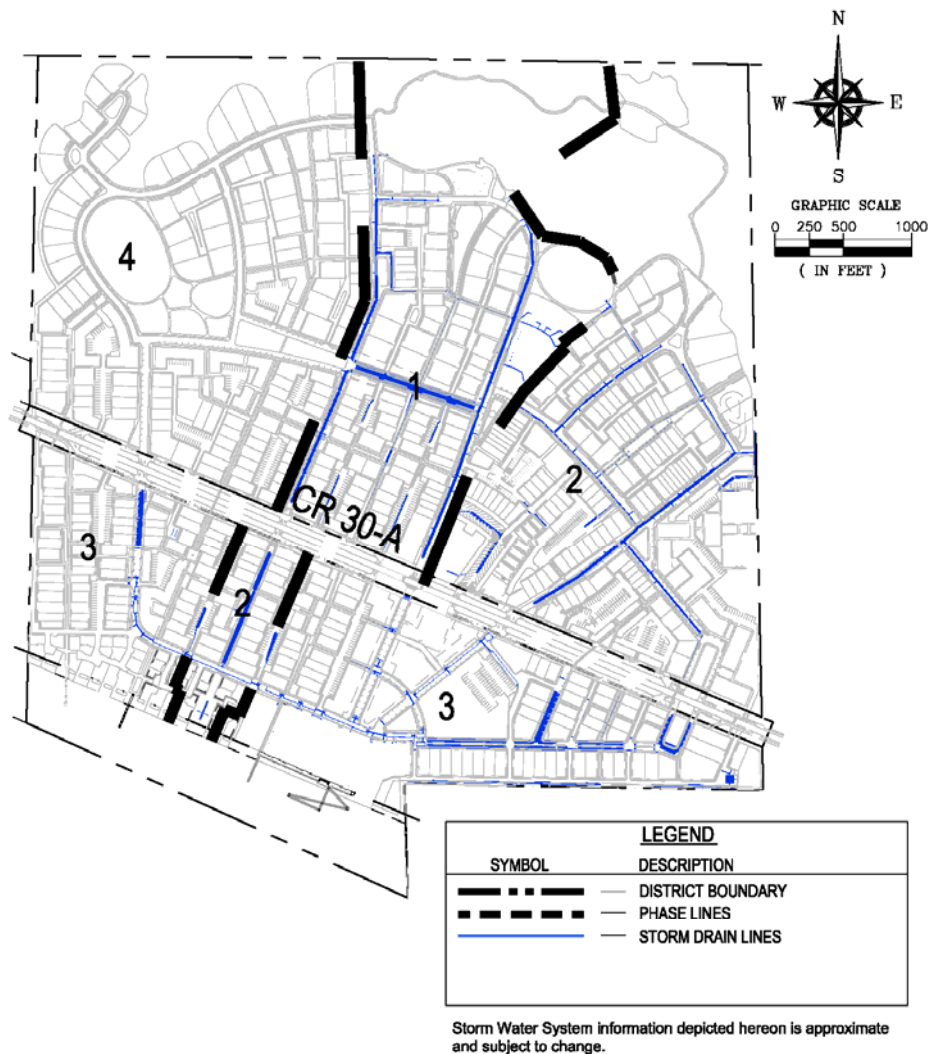 N
W E
S
GRAPHIC SCALE
0 250 500 1000
( IN FEET )
4
1
2
CR 30-A
3
2
3
LEGEND
SYMBOL DESCRIPTION
DISTRICT BOUNDARY
PHASE LINES
STORM DRAIN LINES
Storm Water System information depicted hereon is approximate
and subject to change.